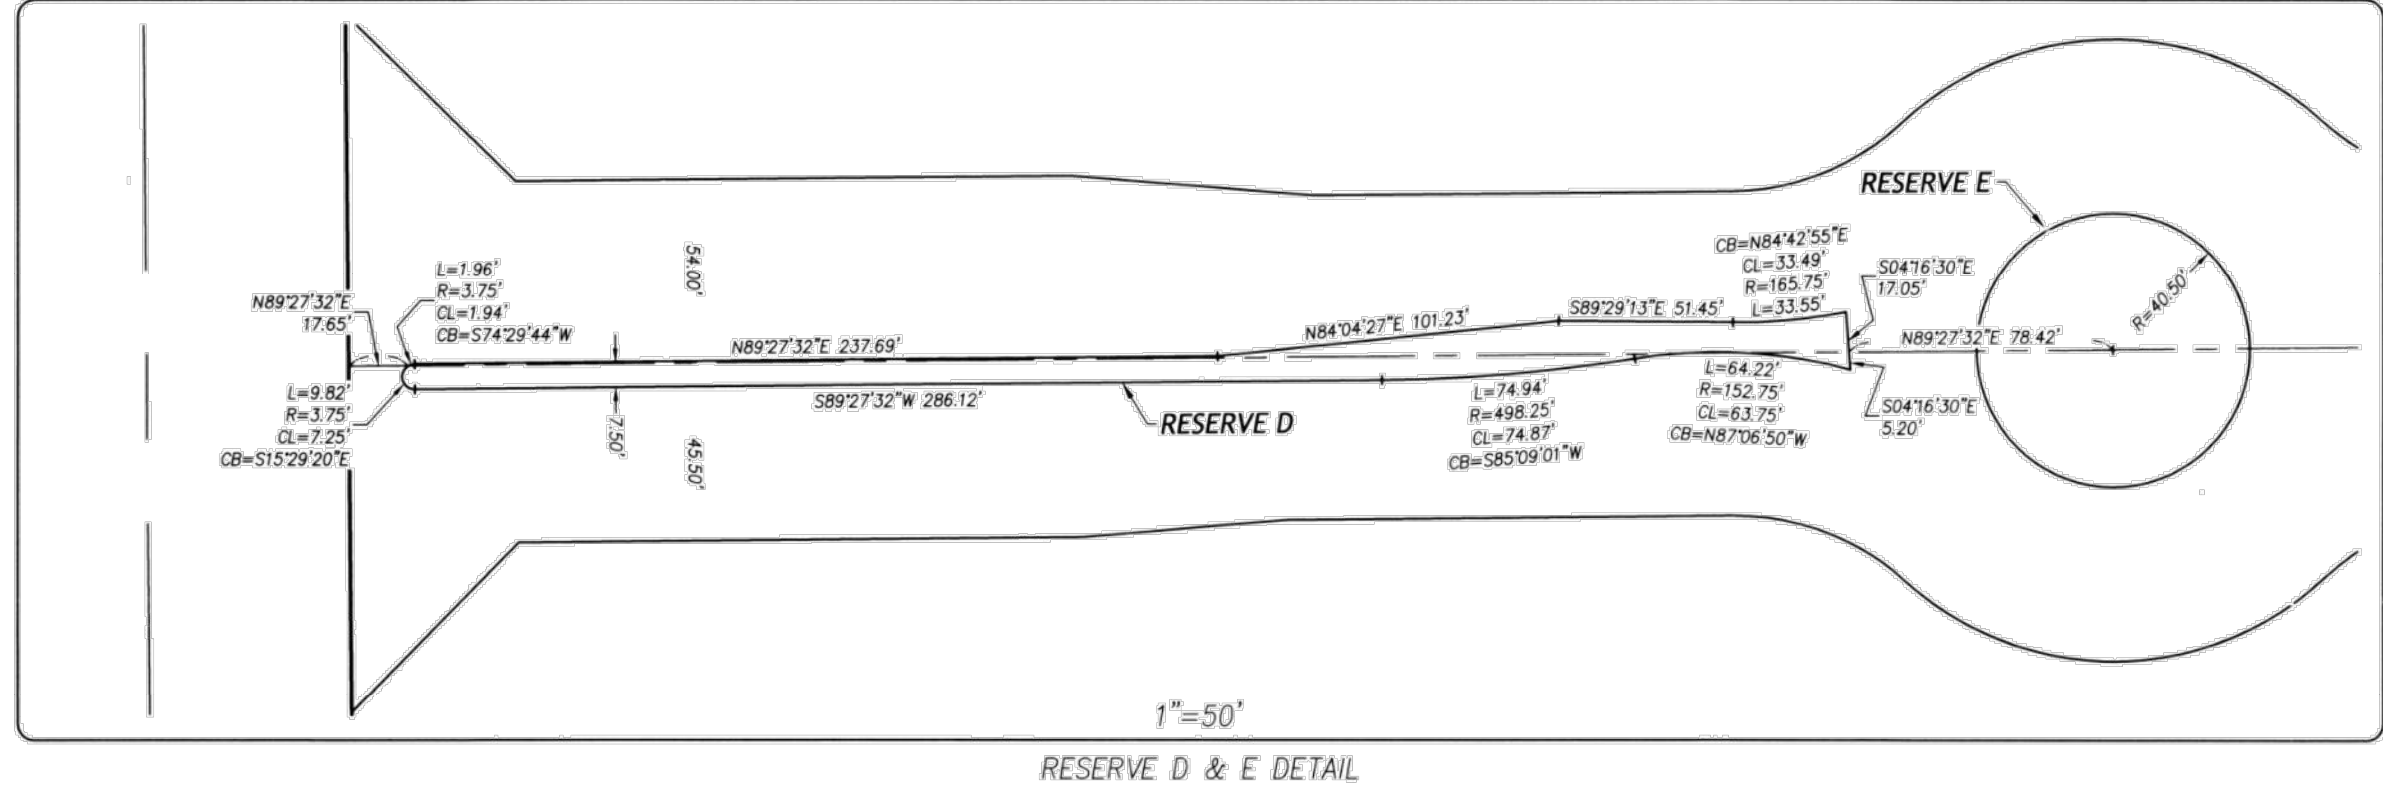 RESERVE E
CB=N84°42'55"E
CL=33.49'
R=165.75'
L=33.55'
S04°16'30"E
17.05'
R=40.50'
54.00'
L=1.96'
R=3.75'
CL=1.94'
CB=S74°29'44"W
N89°27'32"E
17.65'
N89°27'32"E 237.69'
N84°04'27"E 101.23'
S89°29'13"E 51.45'
N89°27'32"E 78.42'
L=9.82'
R=3.75'
CL=7.25'
CB=S15°29'20"E
S89°27'32"W 286.12'
7.50'
45.50'
RESERVE D
L=74.94'
R=498.25'
CL=74.87'
CB=S85°09'01"W
L=64.22'
R=152.75'
CL=63.75'
CB=N87°06'50"W
S04°16'30"E
5.20'
1"=50'
RESERVE D & E DETAIL